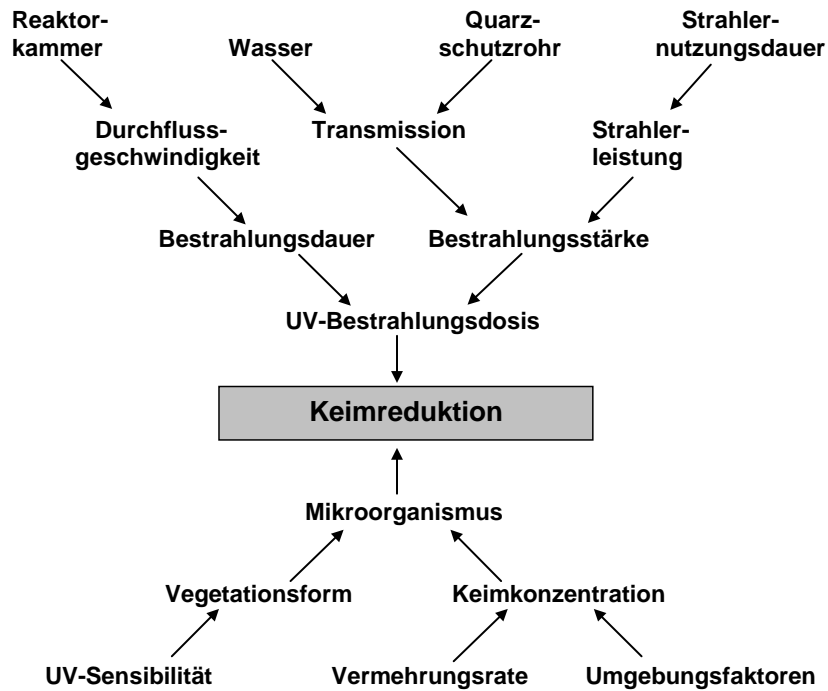 Reaktor-
kammer
Wasser
Quarz-
schutzrohr
Strahler-
nutzungsdauer
Durchfluss-
geschwindigkeit
Transmission
Strahler-
leistung
Bestrahlungsdauer
Bestrahlungsstärke
UV-Bestrahlungsdosis
Keimreduktion
Mikroorganismus
Vegetationsform
Keimkonzentration
UV-Sensibilität
Vermehrungsrate
Umgebungsfaktoren